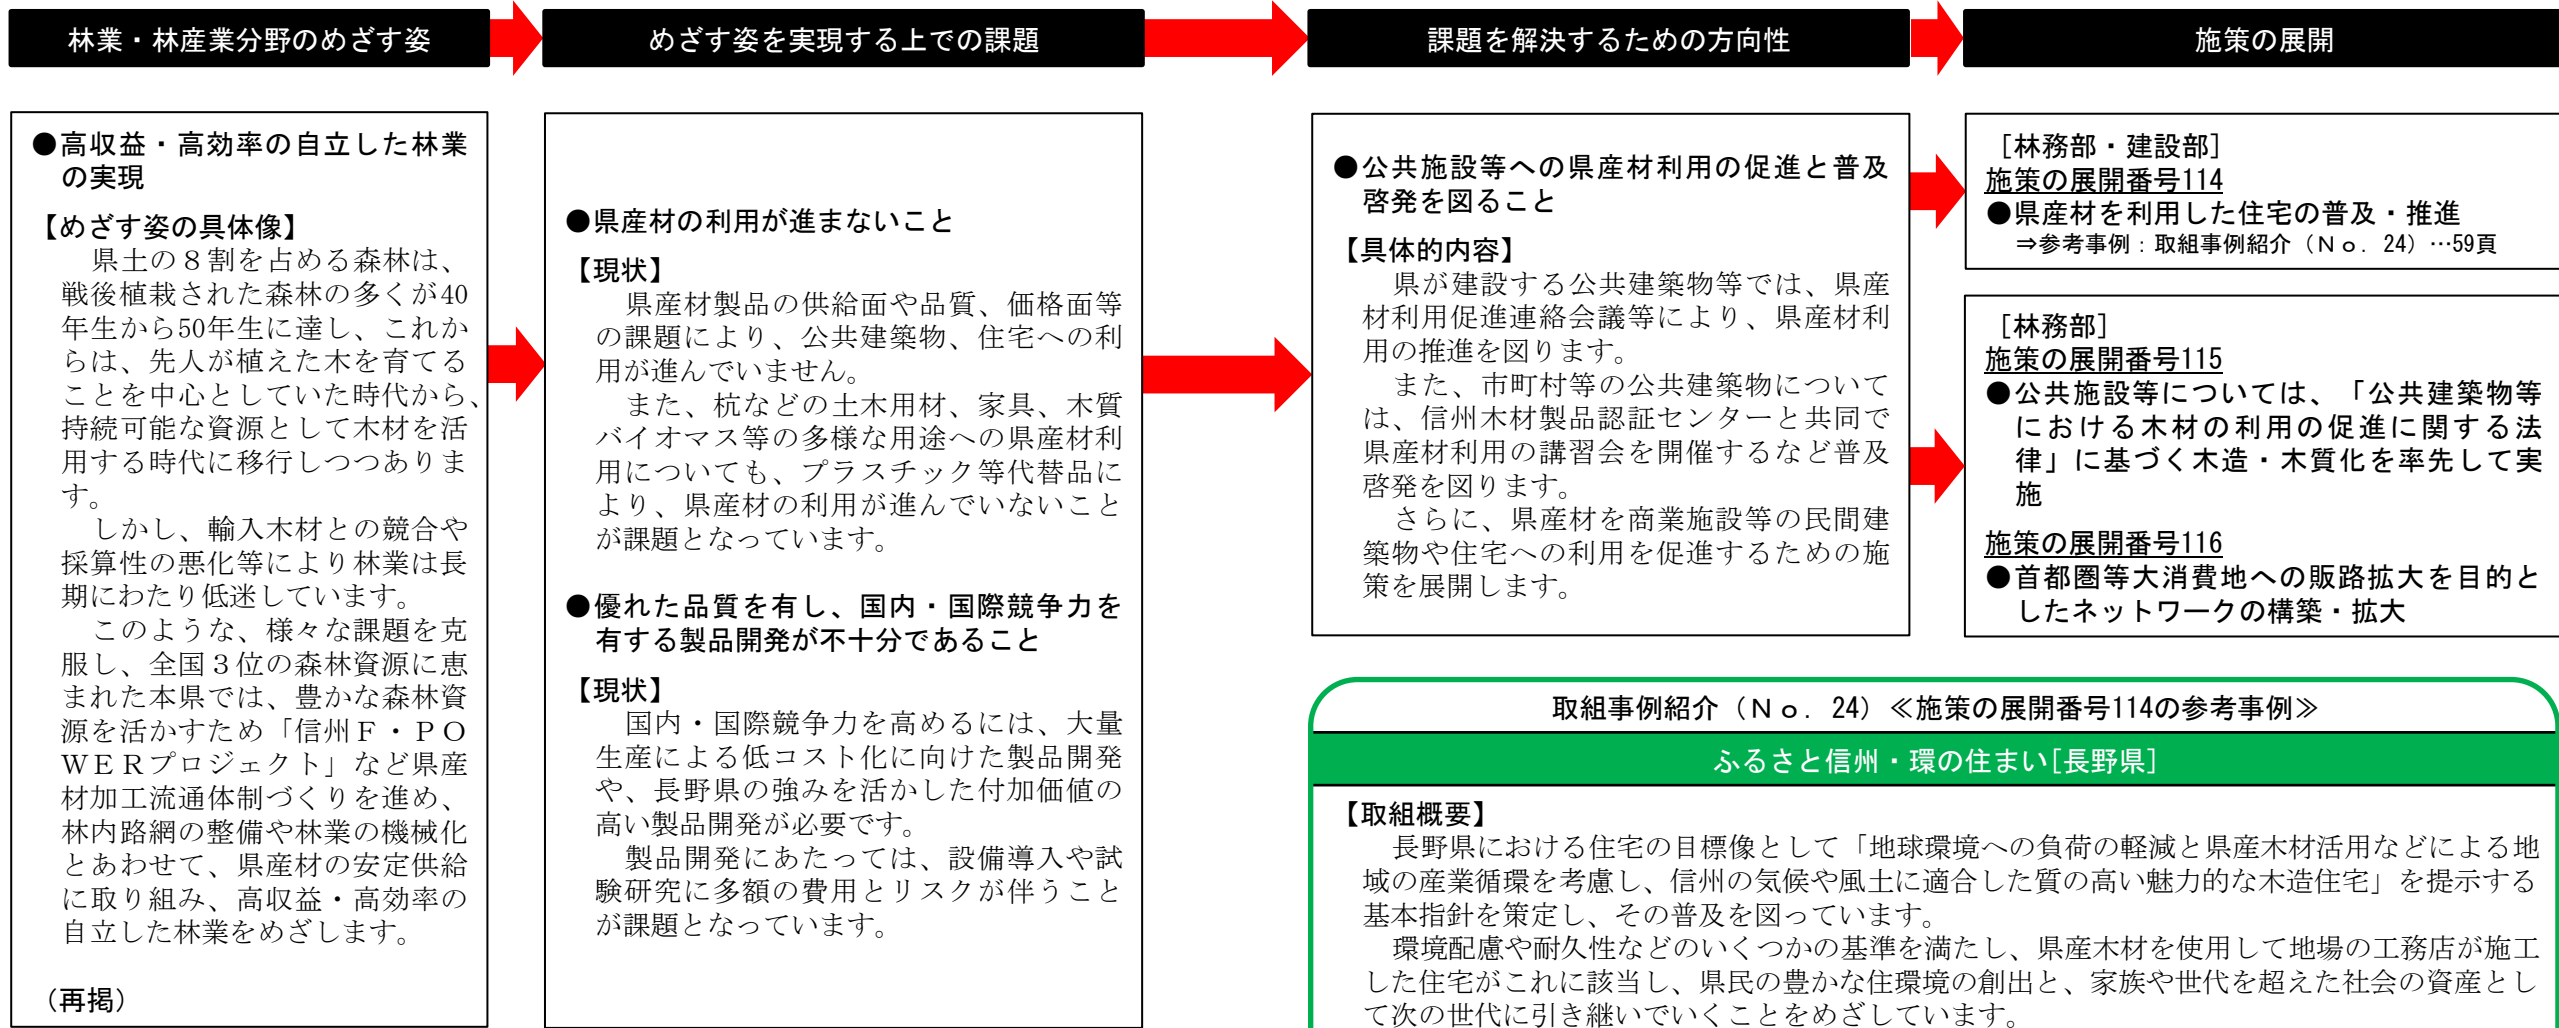 林業・林産業分野のめざす姿
めざす姿を実現する上での課題
課題を解決するための方向性
施策の展開
●高収益・高効率の自立した林業
の実現
【めざす姿の具体像】
県土の８割を占める森林は、
戦後植栽された森林の多くが40
年生から50年生に達し、これか
らは、先人が植えた木を育てる
ことを中心としていた時代から、
持続可能な資源として木材を活
用する時代に移行しつつありま
す。
しかし、輸入木材との競合や
採算性の悪化等により林業は長
期にわたり低迷しています。
このような、様々な課題を克
服し、全国３位の森林資源に恵
まれた本県では、豊かな森林資
源を活かすため「信州Ｆ・ＰＯ
ＷＥＲプロジェクト」など県産
材加工流通体制づくりを進め、
林内路網の整備や林業の機械化
とあわせて、県産材の安定供給
に取り組み、高収益・高効率の
自立した林業をめざします。
（再掲）
●県産材の利用が進まないこと
【現状】
県産材製品の供給面や品質、価格面等
の課題により、公共建築物、住宅への利
用が進んでいません。
また、杭などの土木用材、家具、木質
バイオマス等の多様な用途への県産材利
用についても、プラスチック等代替品に
より、県産材の利用が進んでいないこと
が課題となっています。
●優れた品質を有し、国内・国際競争力を
有する製品開発が不十分であること
【現状】
国内・国際競争力を高めるには、大量
生産による低コスト化に向けた製品開発
や、長野県の強みを活かした付加価値の
高い製品開発が必要です。
製品開発にあたっては、設備導入や試
験研究に多額の費用とリスクが伴うこと
が課題となっています。
●公共施設等への県産材利用の促進と普及
啓発を図ること
【具体的内容】
県が建設する公共建築物等では、県産
材利用促進連絡会議等により、県産材利
用の推進を図ります。
また、市町村等の公共建築物について
は、信州木材製品認証センターと共同で
県産材利用の講習会を開催するなど普及
啓発を図ります。
さらに、県産材を商業施設等の民間建
築物や住宅への利用を促進するための施
策を展開します。
［林務部・建設部］
施策の展開番号114
●県産材を利用した住宅の普及・推進
⇒参考事例：取組事例紹介（Ｎｏ．24）…59頁
［林務部］
施策の展開番号115
●公共施設等については、「公共建築物等
における木材の利用の促進に関する法
律」に基づく木造・木質化を率先して実
施
施策の展開番号116
●首都圏等大消費地への販路拡大を目的と
したネットワークの構築・拡大
取組事例紹介（Ｎｏ．24）≪施策の展開番号114の参考事例≫
ふるさと信州・環の住まい[長野県]
【取組概要】
長野県における住宅の目標像として「地球環境への負荷の軽減と県産木材活用などによる地
域の産業循環を考慮し、信州の気候や風土に適合した質の高い魅力的な木造住宅」を提示する
基本指針を策定し、その普及を図っています。
環境配慮や耐久性などのいくつかの基準を満たし、県産木材を使用して地場の工務店が施工
した住宅がこれに該当し、県民の豊かな住環境の創出と、家族や世代を超えた社会の資産とし
て次の世代に引き継いでいくことをめざしています。